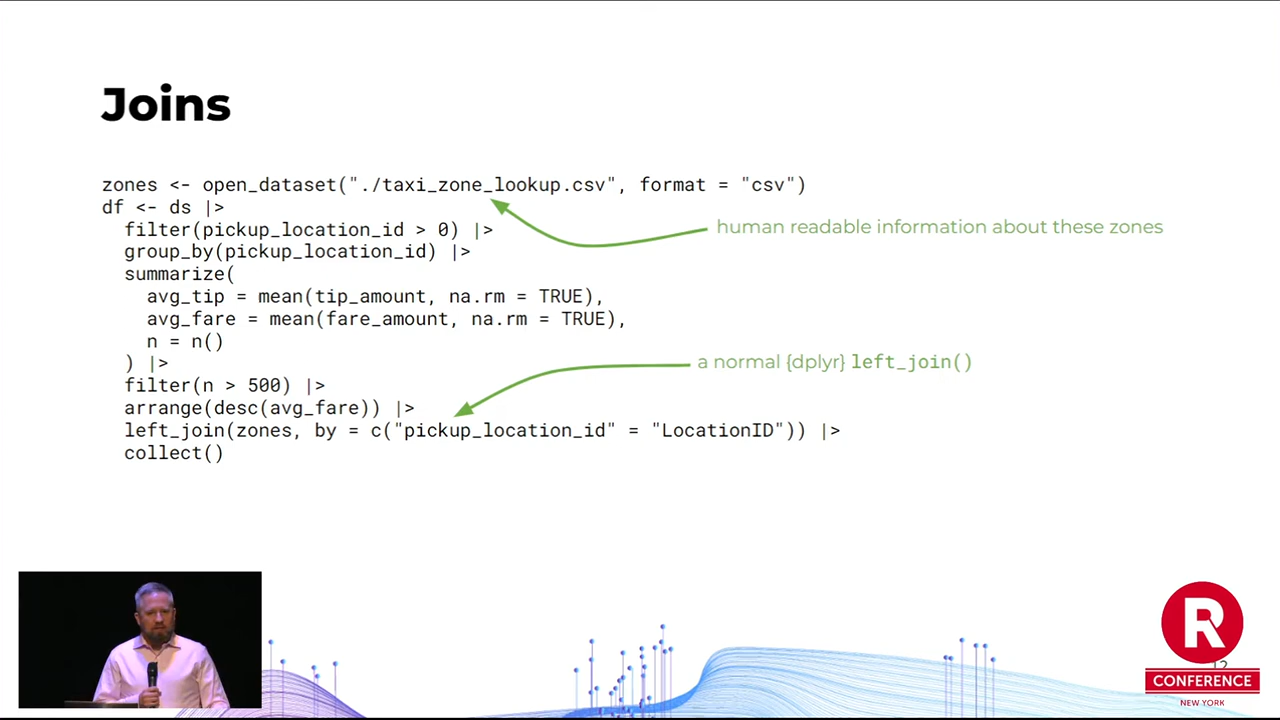 Joins
zones <- open_dataset("./taxi_zone_lookup.csv", format = "csv")
df <- ds |>
filter(pickup_location_id > 0) |>
human readable information about these zones
group_by(pickup_location_id) |>
summarize(
avg_tip = mean(tip_amount, na.rm = TRUE),
avg_fare = mean(fare_amount, na.rm = TRUE),
n = n()
) |>
a normal {dplyr} left_join()
filter(n > 500) |>
arrange(desc(avg_fare)) |>
left_join(zones, by = c("pickup_location_id" = "LocationID")) |>
collect()
R
CONFERENCE
NEW YORK